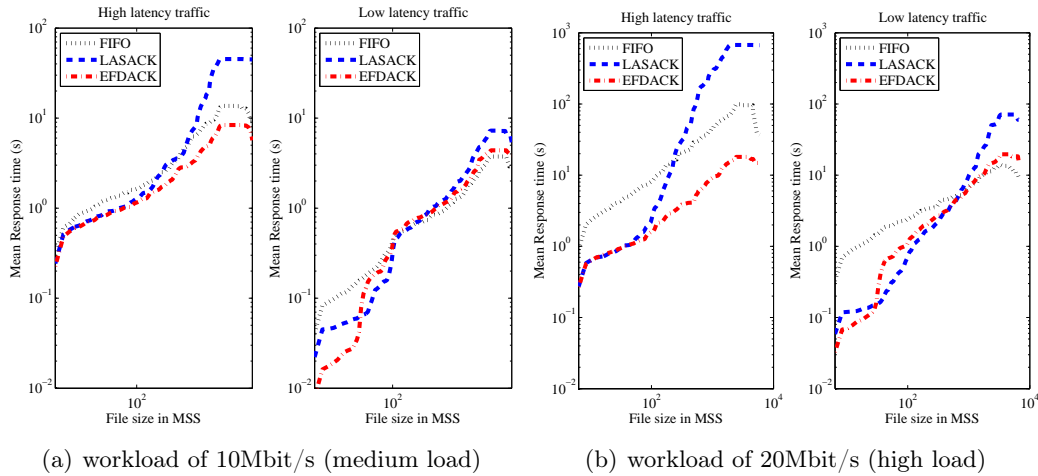 High latency traffic
Low latency traffic
High latency traffic
Low latency traffic
10^2
10^1
10^0
10^−1
10^−2
Mean Response time (s)
FIFO
LASACK
EFDACK
10^2
File size in MSS
10^2
10^1
10^0
10^−1
10^−2
Mean Response time (s)
FIFO
LASACK
EFDACK
10^2
File size in MSS
10^3
10^2
10^1
10^0
10^−1
10^−2
Mean Response time (s)
FIFO
LASACK
EFDACK
10^2
10^4
File size in MSS
10^3
10^2
10^1
10^0
10^−1
10^−2
Mean Response time (s)
FIFO
LASACK
EFDACK
10^2
10^4
File size in MSS
(a) workload of 10Mbit/s (medium load)
(b) workload of 20Mbit/s (high load)